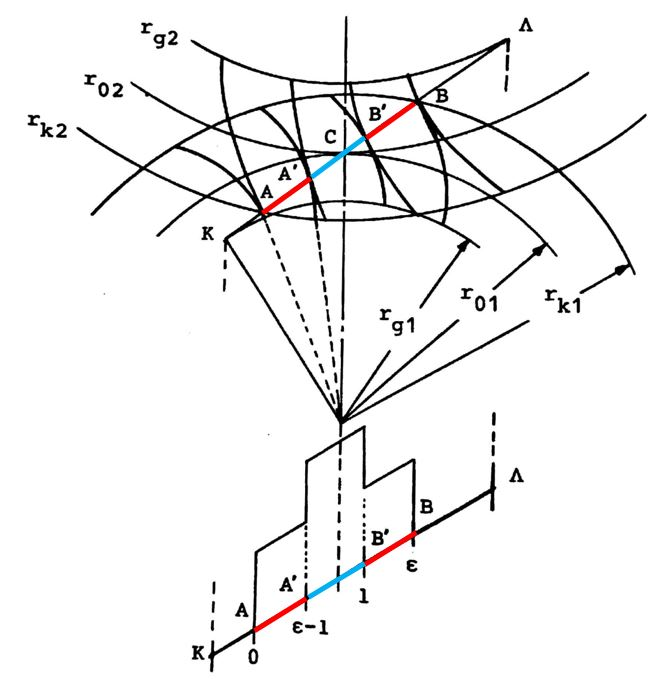 Λ
r_g2
r_02
B
r_k2
B'
C
A'
A
K
r_g1
r_01
r_k1
Λ
B
B'
ε
A'
1
A
ε-1
K
0